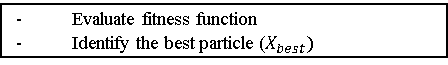 - Evaluate fitness function
- Identify the best particle (X_best)